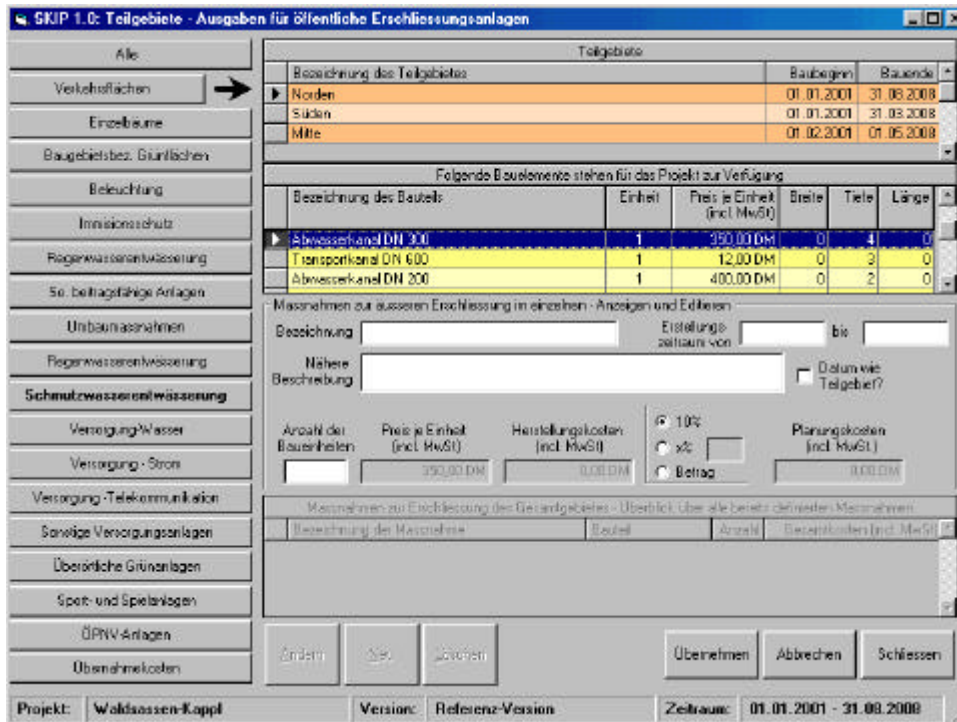 SKIP 1.0: Teilgebiete - Ausgaben für öffentliche Erschliessungsanlagen
Alle
Verkehrsflächen
Einzelbäume
Baugebietsbez. Grünflächen
Beleuchtung
Immisionsschutz
Regenwasserentwässerung
So. beitragsfähige Anlagen
Umbaumassnahmen
Regenwasserentwässerung
Schmutzwasserentwässerung
Versorgung-Wasser
Versorgung - Strom
Versorgung -Telekommunikation
Sonstige Versorgungsanlagen
Überörtliche Grünanlagen
Sport- und Spielanlagen
ÖPNV-Anlagen
Übernahmekosten
Teilgebiete
Bezeichnung des Teilgebietes Baubeginn Bauende
Norden 01.01.2001 31.08.2008
Süden 01.01.2001 31.03.2008
Mitte 01.02.2001 01.05.2008
Folgende Bauelemente stehen für das Projekt zur Verfügung
Bezeichnung des Bauteils Einheit Preis je Einheit (incl. MwSt) Breite Tiefe Länge
Abwasserkanal DN 300 1 350,00 DM 0 4 0
Transportkanal DN 600 1 12,00 DM 0 3 0
Abwasserkanal DN 200 1 400,00 DM 0 2 0
Massnahmen zur äusseren Erschliesssung im einzelnen - Anzeigen und Editieren
Bezeichnung Erstellungs-zeitraum von bis
Nähere Beschreibung Datum wie Teilgebiet?
Anzahl der Baueinheiten
Preis je Einheit (incl. MwSt)
350,00 DM
Herstellungskosten (incl. MwSt)
0,00 DM
10%
x%
Betrag
Planungskosten (incl. MwSt.)
0,00 DM
Massnahmen zur Erschliessung des Gesamtgebietes - Überblick über alle bereits definierten Massnahmen
Bezeichnung der Massnahme Bauteil Anzahl Gesamtkosten (incl. MwSt)
Ändern Neu Löschen Übernehmen Abbrechen Schliessen
Projekt: Waldsassen-Kappl Version: Referenz-Version Zeitraum: 01.01.2001 - 31.08.2008